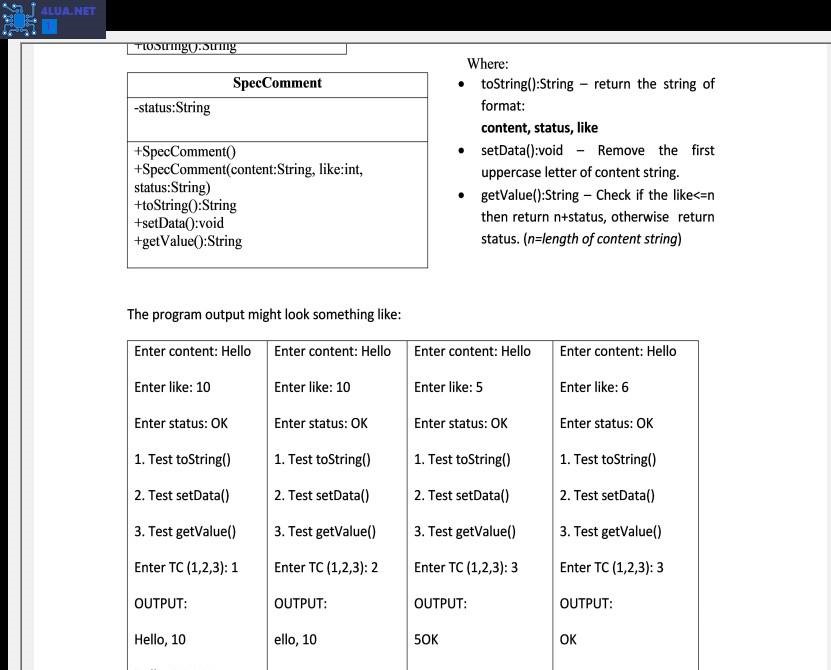 4LUA.NET
+toString():String
SpecComment
-status:String
+SpecComment()
+SpecComment(content:String, like:int,
status:String)
+toString():String
+setData():void
+getValue():String
Where:
• toString():String – return the string of
format:
content, status, like
• setData():void – Remove the first
uppercase letter of content string.
• getValue():String – Check if the like<=n
then return n+status, otherwise return
status. (n=length of content string)
The program output might look something like:
Enter content: Hello
Enter like: 10
Enter status: OK
1. Test toString()
2. Test setData()
3. Test getValue()
Enter TC (1,2,3): 1
OUTPUT:
Hello, 10
Enter content: Hello
Enter like: 10
Enter status: OK
1. Test toString()
2. Test setData()
3. Test getValue()
Enter TC (1,2,3): 2
OUTPUT:
ello, 10
Enter content: Hello
Enter like: 5
Enter status: OK
1. Test toString()
2. Test setData()
3. Test getValue()
Enter TC (1,2,3): 3
OUTPUT:
5OK
Enter content: Hello
Enter like: 6
Enter status: OK
1. Test toString()
2. Test setData()
3. Test getValue()
Enter TC (1,2,3): 3
OUTPUT:
OK